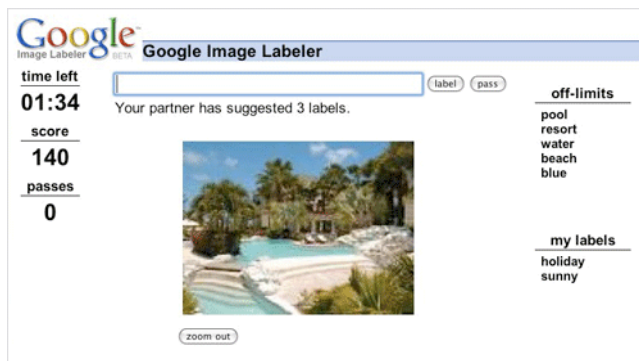 Google™
Image Labeler BETA
Google Image Labeler
time left
01:34
score
140
passes
0
label
pass
Your partner has suggested 3 labels.
zoom out
off-limits
pool
resort
water
beach
blue
my labels
holiday
sunny